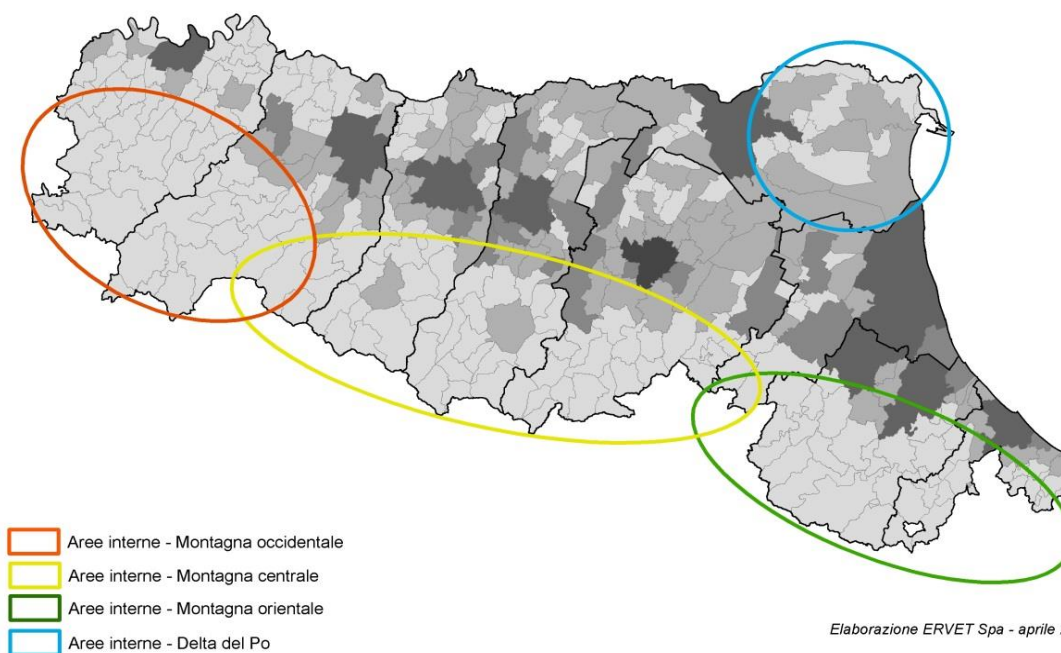 Aree interne - Montagna occidentale
Aree interne - Montagna centrale
Aree interne - Montagna orientale
Aree interne - Delta del Po
Elaborazione ERVET Spa - aprile